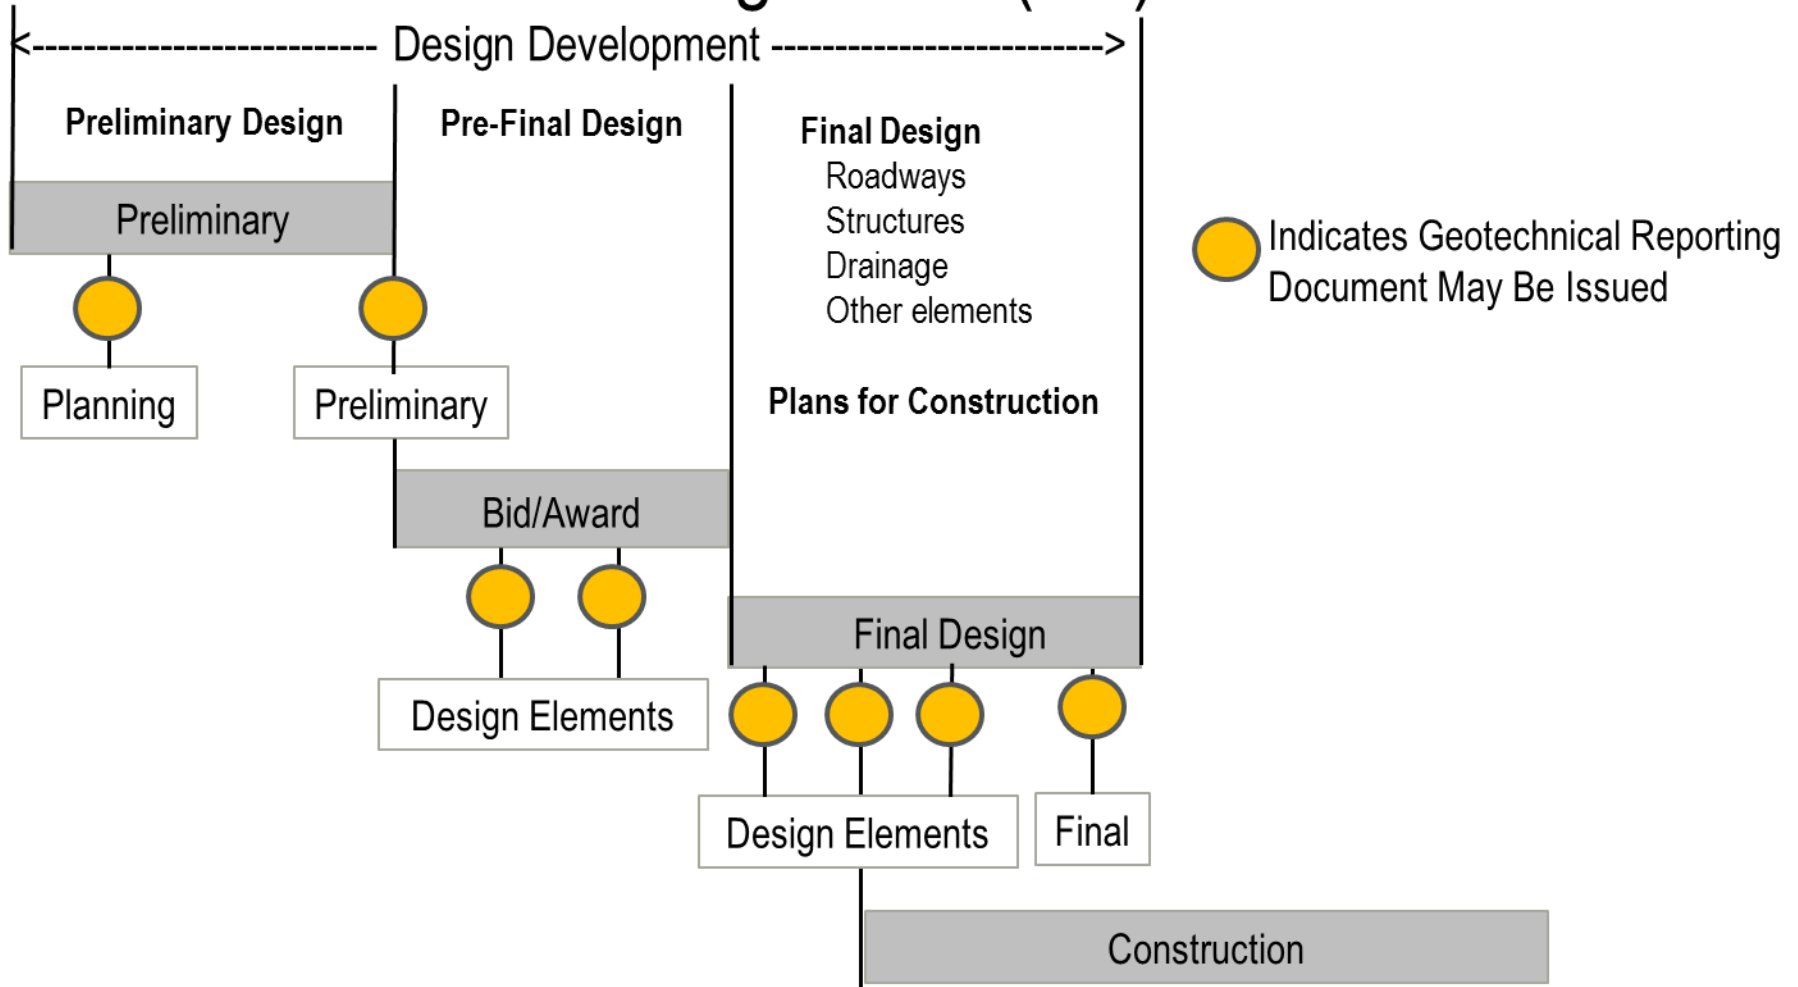 <-------------------------- Design Development ------------------------->
Preliminary Design
Pre-Final Design
Final Design
Roadways
Structures
Drainage
Other elements
Plans for Construction
Preliminary
Indicates Geotechnical Reporting
Document May Be Issued
Planning
Preliminary
Bid/Award
Design Elements
Final Design
Design Elements
Final
Construction